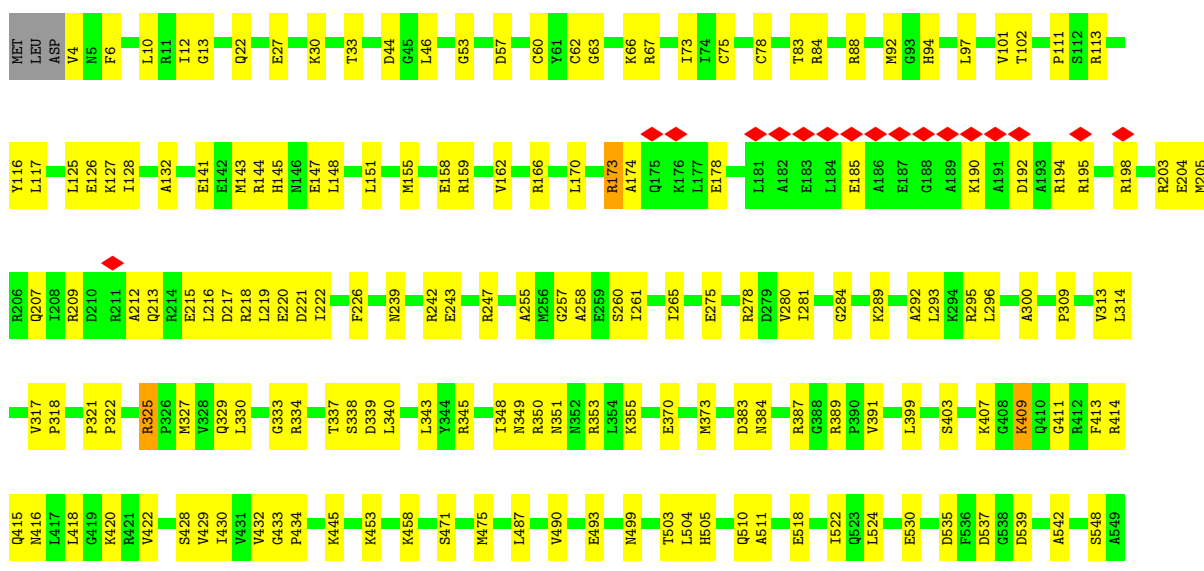 MET LEU ASP V4 N5 F6 L10 R11 I12 G13 Q22 E27 K30 T33 D44 G45 L46 G53 D57 C60 Y61 C62 G63 K66 R67 I73 I74 C75 C78 T83 R84 R88 M92 G93 H94 L97 V101 T102 P111 S112 R113
Y116 L117 L125 E126 K127 I128 A132 E141 E142 M143 R144 H145 N146 E147 L148 L151 M155 E158 R159 V162 R166 L170 R173 A174 Q175 K176 L177 E178 L181 A182 E183 L184 E185 A186 E187 G188 A189 K190 A191 D192 A193 R194 R195 R198 R203 E204 M205
R206 Q207 I208 R209 D210 R211 A212 Q213 R214 E215 L216 D217 R218 L219 E220 D221 I222 F226 N239 R242 E243 R247 A255 M256 G257 A258 E259 S260 I261 I265 E275 R278 D279 V280 I281 G284 K289 A292 L293 K294 R295 L296 A300 P309 V313 L314
V317 P318 P321 P322 R325 P326 M327 V328 Q329 L330 G333 R334 T337 S338 D339 L340 L343 Y344 R345 I348 N349 R350 N351 N352 R353 L354 K355 E370 M373 D383 N384 R387 G388 R389 P390 V391 L399 S403 K407 G408 K409 Q410 G411 R412 F413 R414
Q415 N416 L417 L418 G419 K420 R421 V422 S428 V429 I430 V431 V432 G433 P434 K445 K453 K458 S471 M475 L487 V490 E493 N499 T503 L504 H505 Q510 A511 E518 I522 Q523 L524 E530 D535 F536 D537 G538 D539 A542 S548 A549